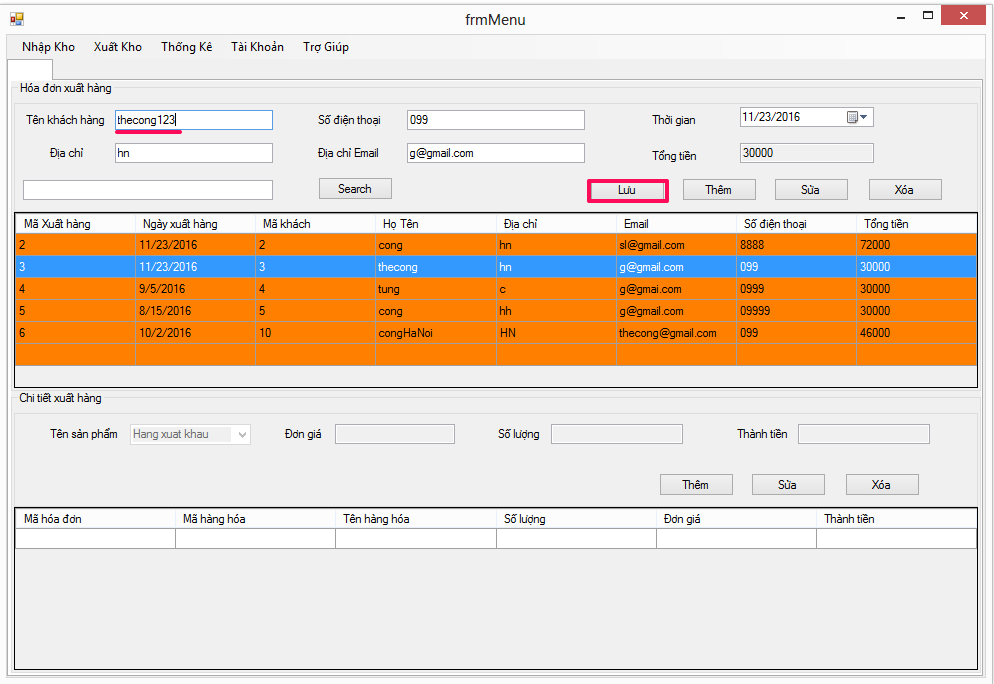 frmMenu
Nhập Kho Xuất Kho Thống Kê Tài Khoản Trợ Giúp
Hóa đơn xuất hàng
Tên khách hàng thecong123 Số điện thoại 099 Thời gian 11/23/2016
Địa chỉ hn Địa chỉ Email g@gmail.com Tổng tiền 30000
Search Lưu Thêm Sửa Xóa
Mã Xuất hàng Ngày xuất hàng Mã khách Họ Tên Địa chỉ Email Số điện thoại Tổng tiền
2 11/23/2016 2 cong hn sl@gmail.com 8888 72000
3 11/23/2016 3 thecong hn g@gmail.com 099 30000
4 9/5/2016 4 tung c g@gmai.com 0999 30000
5 8/15/2016 5 cong hh g@gmail.com 09999 30000
6 10/2/2016 10 congHaNoi HN thecong@gmail.com 099 46000
Chi tiết xuất hàng
Tên sản phẩm Hang xuat khau Đơn giá Số lượng Thành tiền
Thêm Sửa Xóa
Mã hóa đơn Mã hàng hóa Tên hàng hóa Số lượng Đơn giá Thành tiền